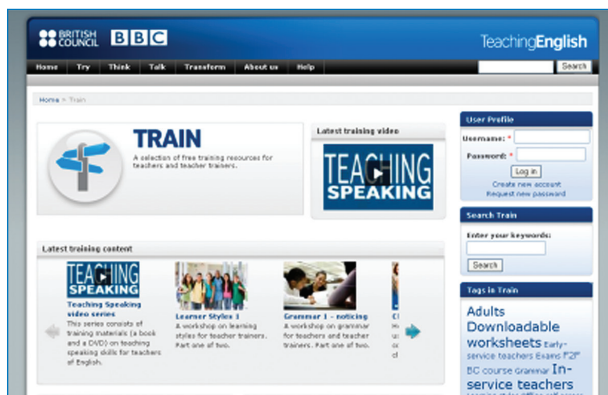 BRITISH COUNCIL
BBC
TeachingEnglish
Home Try Think Talk Transform About us Help
Search
Home > Train
TRAIN
A selection of free training resources for
teachers and teacher trainers.
Latest training video
TEACHING
SPEAKING
User Profile
Username: *
Password: *
Log in
Create new account
Request new password
Search Train
Enter your keywords:
Search
Latest training content
TEACHING
SPEAKING
Teaching Speaking
video series
This series consists of
training materials (a book
and a DVD) on teaching
speaking skills for teachers
of English.
Learner Styles 1
A workshop on learning
styles for teacher trainers.
Part one of two.
Grammar 1 - noticing
A workshop on grammar
for teachers and teacher
trainers. Part one of two.
Tags in Train
Adults
Downloadable
worksheets Early-
service teachers Exams F2F
BC course Grammar In-
service teachers